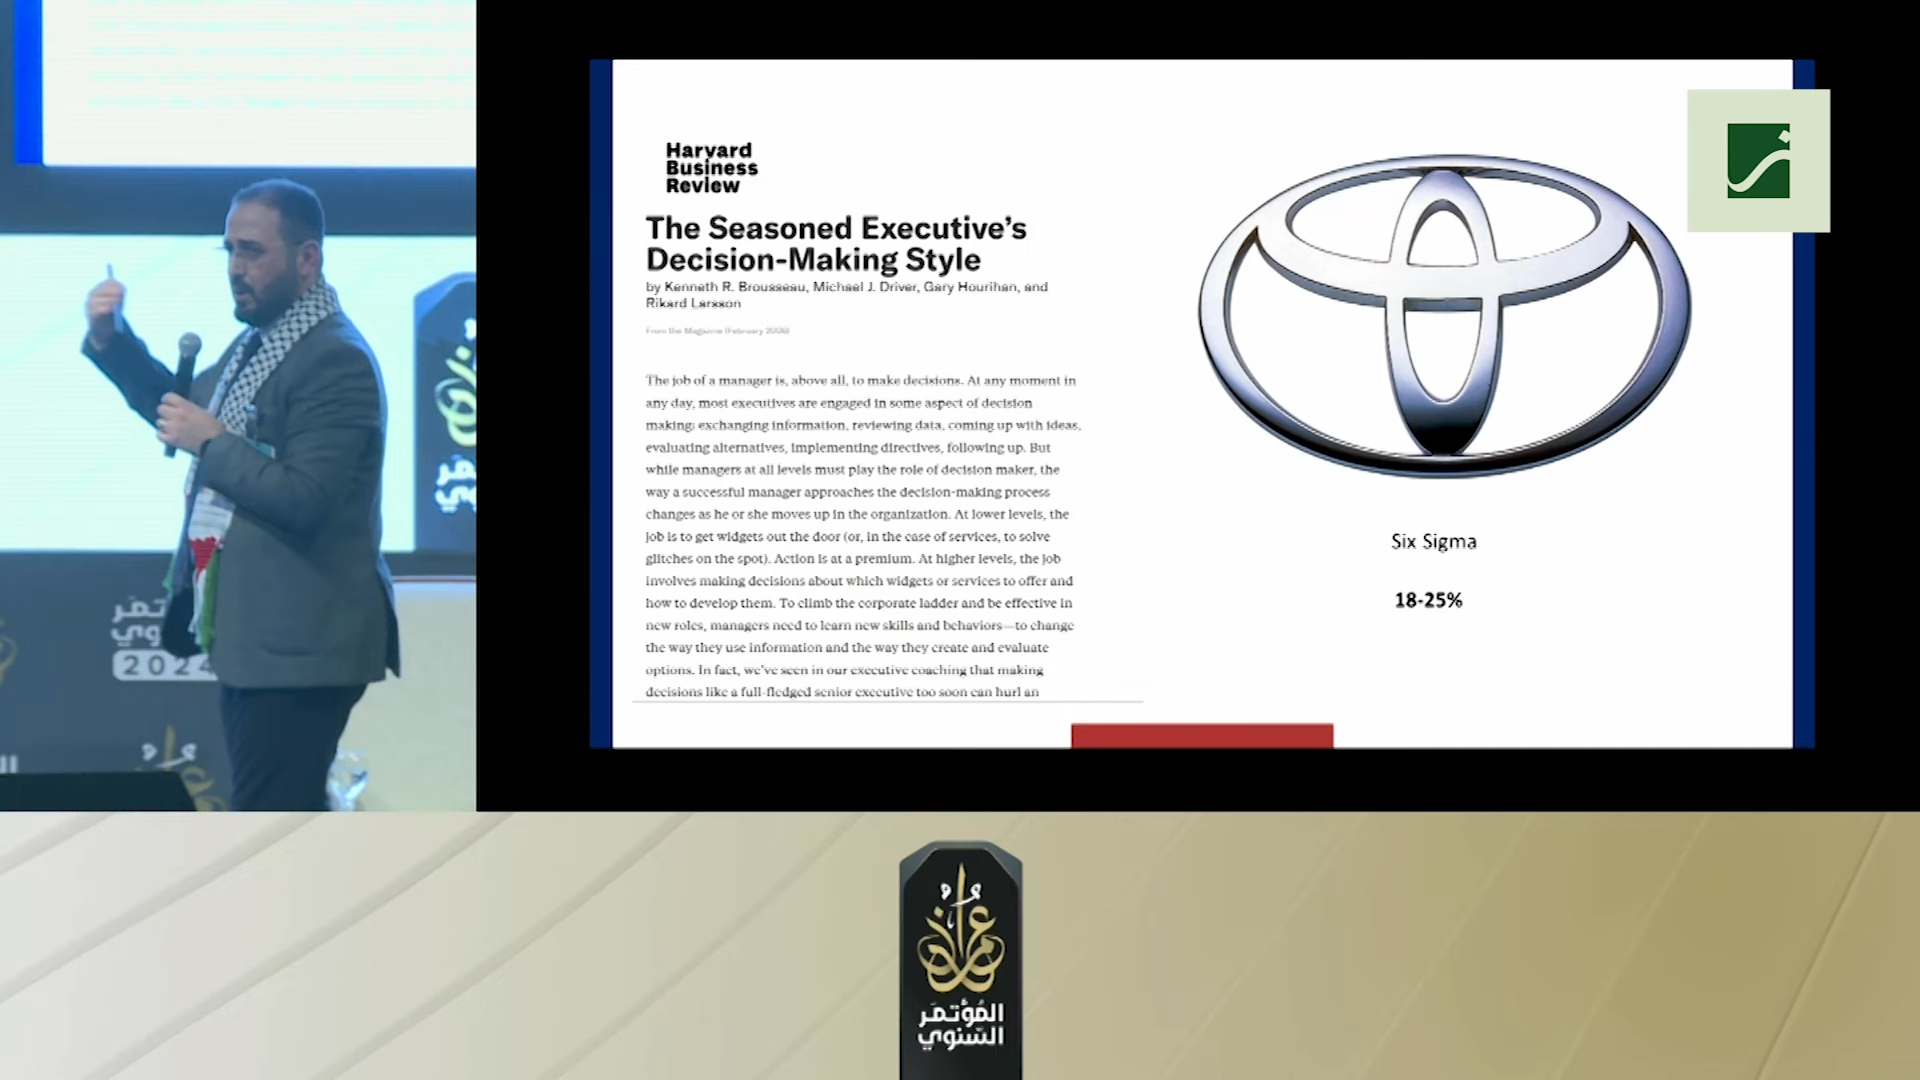 Harvard
Business
Review
The Seasoned Executive's
Decision-Making Style
by Kenneth R. Brousseau, Michael J. Driver, Gary Hourihan, and
Rikard Larsson
From the Magazine (February 2006)
The job of a manager is, above all, to make decisions. At any moment in
any day, most executives are engaged in some aspect of decision
making: exchanging information, reviewing data, coming up with ideas,
evaluating alternatives, implementing directives, following up. But
while managers at all levels must play the role of decision maker, the
way a successful manager approaches the decision-making process
changes as he or she moves up in the organization. At lower levels, the
job is to get widgets out the door (or, in the case of services, to solve
glitches on the spot). Action is at a premium. At higher levels, the job
involves making decisions about which widgets or services to offer and
how to develop them. To climb the corporate ladder and be effective in
new roles, managers need to learn new skills and behaviors—to change
the way they use information and the way they create and evaluate
options. In fact, we've seen in our executive coaching that making
decisions like a full-fledged senior executive too soon can hurl an
Six Sigma
18-25%
2024
المُؤتمَر
السَّنوي